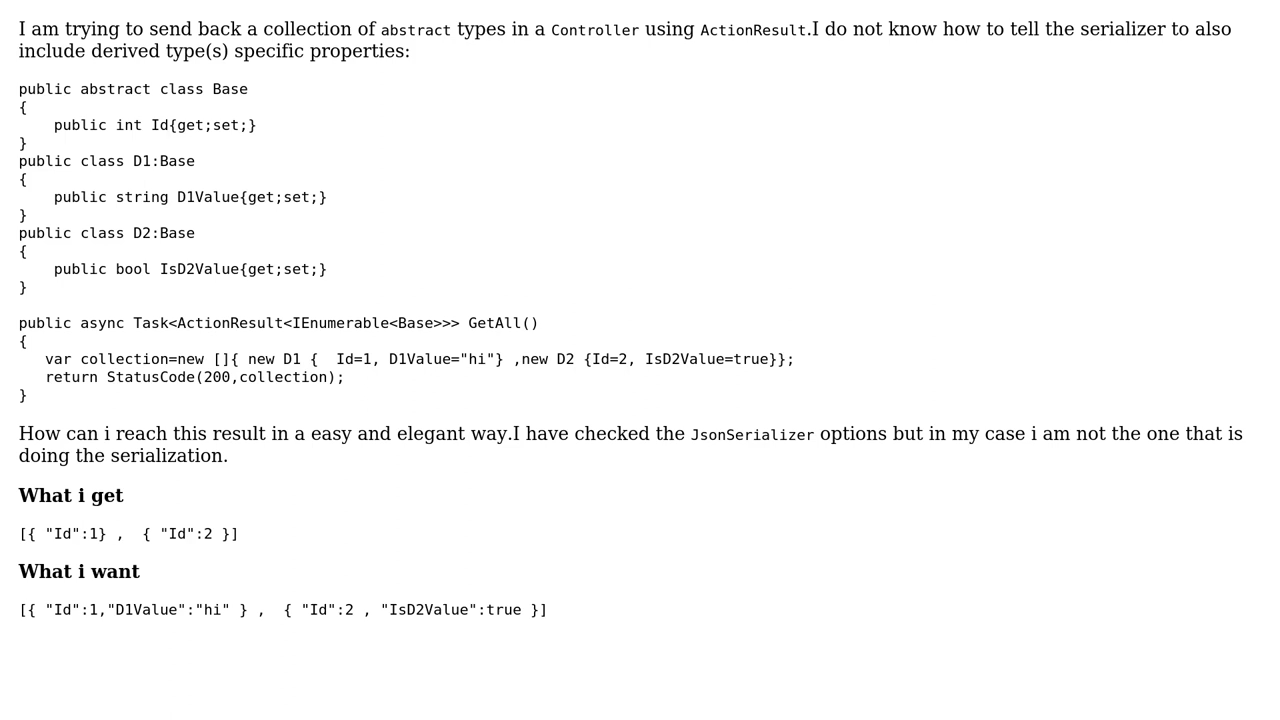 I am trying to send back a collection of abstract types in a Controller using ActionResult.I do not know how to tell the serializer to also
include derived type(s) specific properties:
public abstract class Base
{
    public int Id{get;set;}
}
public class D1:Base
{
    public string D1Value{get;set;}
}
public class D2:Base
{
    public bool IsD2Value{get;set;}
}

public async Task<ActionResult<IEnumerable<Base>>> GetAll()
{
   var collection=new []{ new D1 {  Id=1, D1Value="hi"} ,new D2 {Id=2, IsD2Value=true}};
   return StatusCode(200,collection);
}
How can i reach this result in a easy and elegant way.I have checked the JsonSerializer options but in my case i am not the one that is
doing the serialization.
What i get
[{ "Id":1} ,  { "Id":2 }]
What i want
[{ "Id":1,"D1Value":"hi" } ,  { "Id":2 , "IsD2Value":true }]